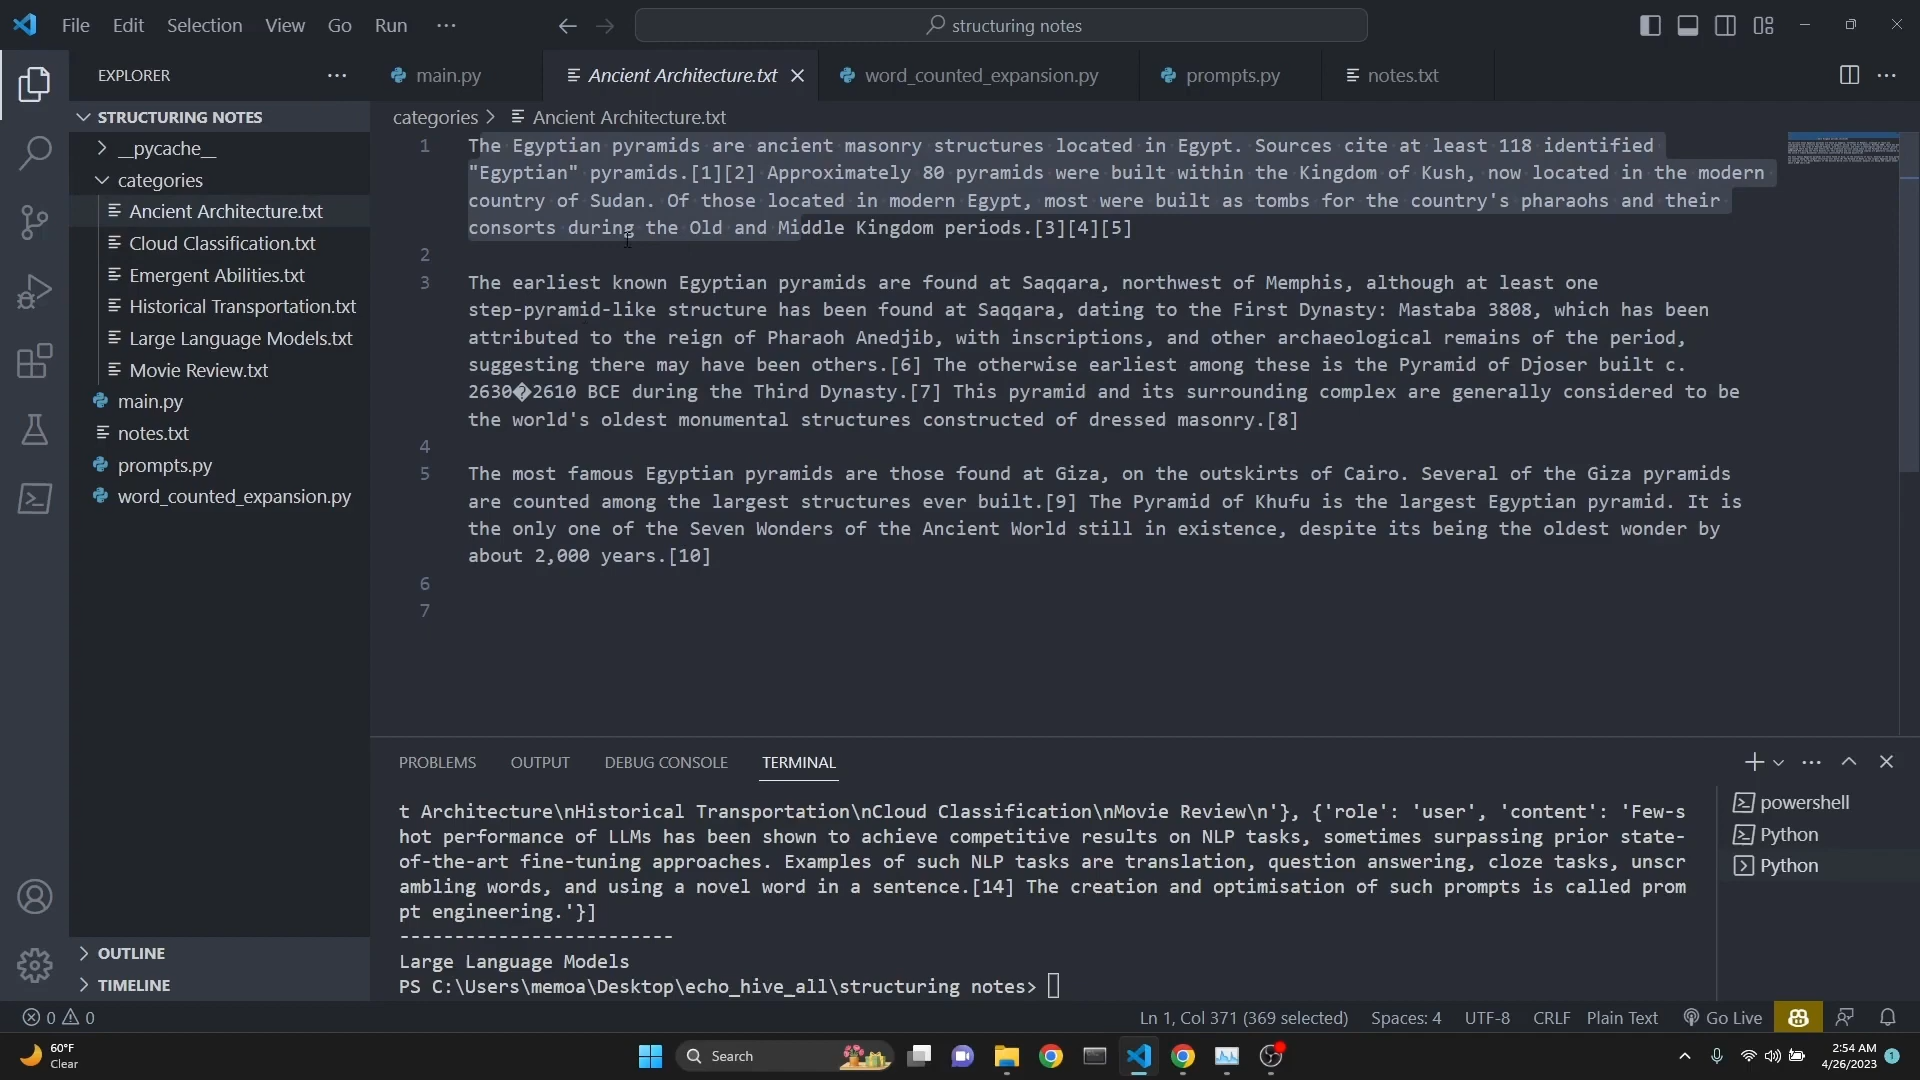 File Edit Selection View Go Run ···
structuring notes
EXPLORER ···
main.py
Ancient Architecture.txt
word_counted_expansion.py
prompts.py
notes.txt
STRUCTURING NOTES
__pycache__
categories
Ancient Architecture.txt
Cloud Classification.txt
Emergent Abilities.txt
Historical Transportation.txt
Large Language Models.txt
Movie Review.txt
main.py
notes.txt
prompts.py
word_counted_expansion.py
OUTLINE
TIMELINE
categories > Ancient Architecture.txt
1 The Egyptian pyramids are ancient masonry structures located in Egypt. Sources cite at least 118 identified
"Egyptian" pyramids.[1][2] Approximately 80 pyramids were built within the Kingdom of Kush, now located in the modern
country of Sudan. Of those located in modern Egypt, most were built as tombs for the country's pharaohs and their
consorts during the Old and Middle Kingdom periods.[3][4][5]
2
3 The earliest known Egyptian pyramids are found at Saqqara, northwest of Memphis, although at least one
step-pyramid-like structure has been found at Saqqara, dating to the First Dynasty: Mastaba 3808, which has been
attributed to the reign of Pharaoh Anedjib, with inscriptions, and other archaeological remains of the period,
suggesting there may have been others.[6] The otherwise earliest among these is the Pyramid of Djoser built c.
2630�2610 BCE during the Third Dynasty.[7] This pyramid and its surrounding complex are generally considered to be
the world's oldest monumental structures constructed of dressed masonry.[8]
4
5 The most famous Egyptian pyramids are those found at Giza, on the outskirts of Cairo. Several of the Giza pyramids
are counted among the largest structures ever built.[9] The Pyramid of Khufu is the largest Egyptian pyramid. It is
the only one of the Seven Wonders of the Ancient World still in existence, despite its being the oldest wonder by
about 2,000 years.[10]
6
7
PROBLEMS OUTPUT DEBUG CONSOLE TERMINAL
t Architecture\nHistorical Transportation\nCloud Classification\nMovie Review\n'}, {'role': 'user', 'content': 'Few-s
hot performance of LLMs has been shown to achieve competitive results on NLP tasks, sometimes surpassing prior state-
of-the-art fine-tuning approaches. Examples of such NLP tasks are translation, question answering, cloze tasks, unscr
ambling words, and using a novel word in a sentence.[14] The creation and optimisation of such prompts is called prom
pt engineering.'}]
-------------------------
Large Language Models
PS C:\Users\memoa\Desktop\echo_hive_all\structuring notes>
powershell
Python
Python
0 0
Ln 1, Col 371 (369 selected) Spaces: 4 UTF-8 CRLF Plain Text Go Live
60°F
Clear
Search
2:54 AM
4/26/2023
1